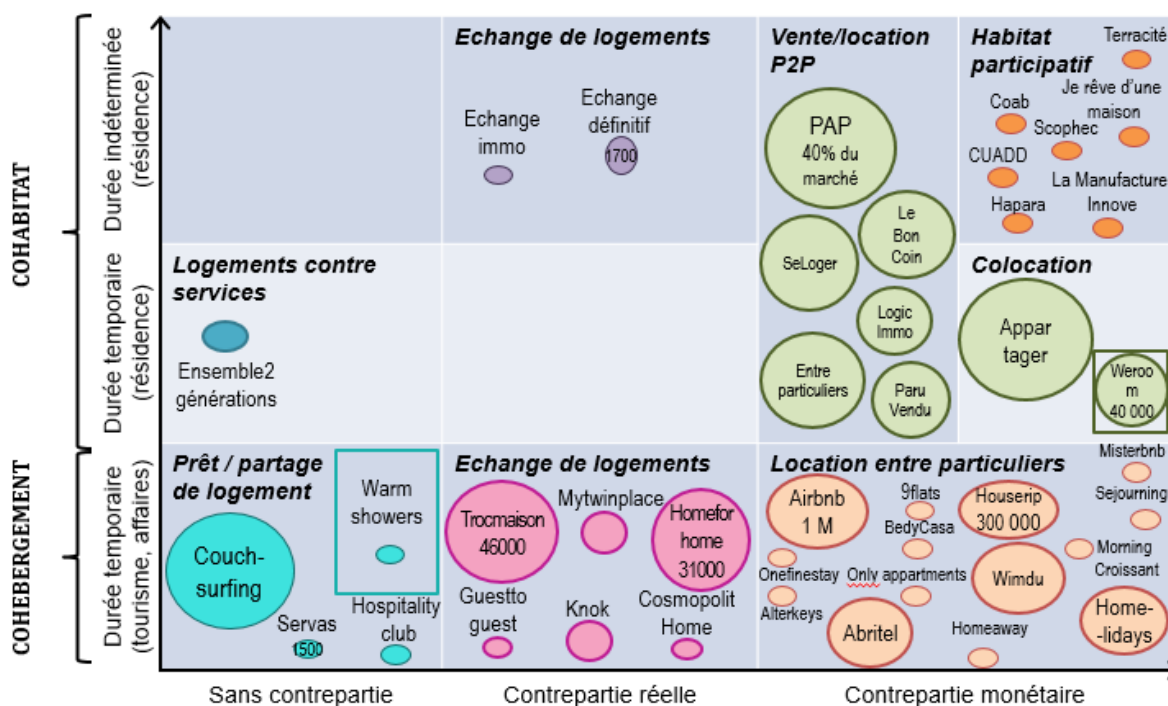 COHABITAT
COHEBERGEMENT
Durée indéterminée
(résidence)
Durée temporaire
(résidence)
Durée temporaire
(tourisme, affaires)
Echange de logements
Echange
immo
Echange
définitif
1700
Vente/location
P2P
PAP
40% du
marché
Le
Bon
Coin
SeLoger
Logic
Immo
Entre
particuliers
Paru
Vendu
Habitat
participatif
Terracité
Je rêve d'une
maison
Coab
Scophec
CUADD
La Manufacture
Innove
Hapara
Logements contre
services
Ensemble2
générations
Colocation
Appar
tager
Weroo
m
40 000
Prêt / partage
de logement
Warm
showers
Couch-
surfing
Servas
1500
Hospitality
club
Echange de logements
Trocmaison
46000
Mytwinplace
Homefor
home
31000
Guestto
guest
Knok
Cosmopolit
Home
Location entre particuliers
Airbnb
1 M
9flats
BedyCasa
Houserip
300 000
Misterbnb
Sejourning
Onefinestay
Only appartments
Wimdu
Morning
Croissant
Alterkeys
Abritel
Homeaway
Home-
-lidays
Sans contrepartie
Contrepartie réelle
Contrepartie monétaire